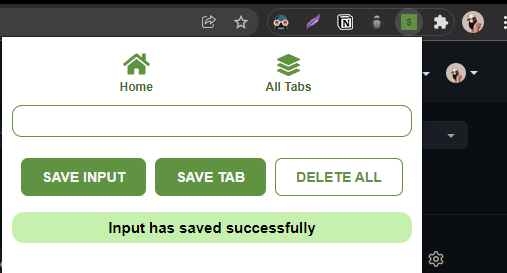 Home
All Tabs
SAVE INPUT
SAVE TAB
DELETE ALL
Input has saved successfully